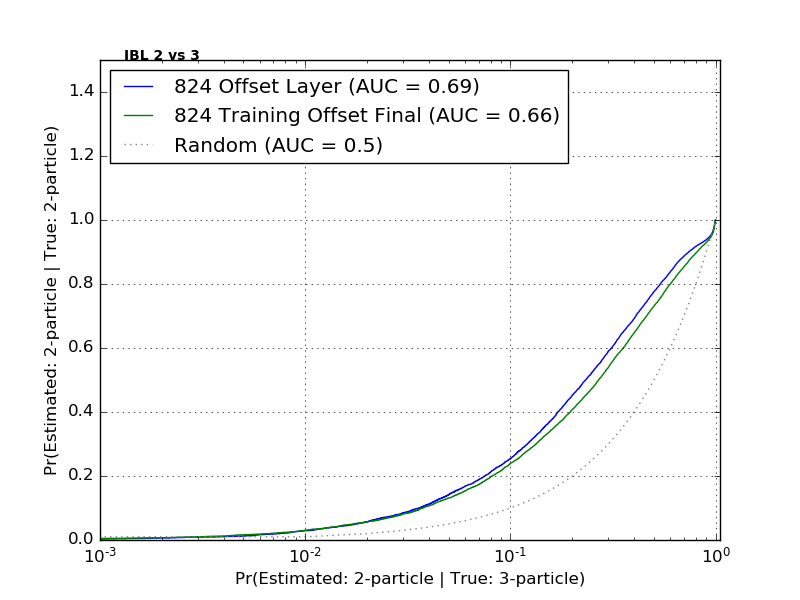 IBL 2 vs 3
824 Offset Layer (AUC = 0.69)
824 Training Offset Final (AUC = 0.66)
Random (AUC = 0.5)
Pr(Estimated: 2-particle | True: 2-particle)
1.4
1.2
1.0
0.8
0.6
0.4
0.2
0.0
10^-3
10^-2
10^-1
10^0
Pr(Estimated: 2-particle | True: 3-particle)